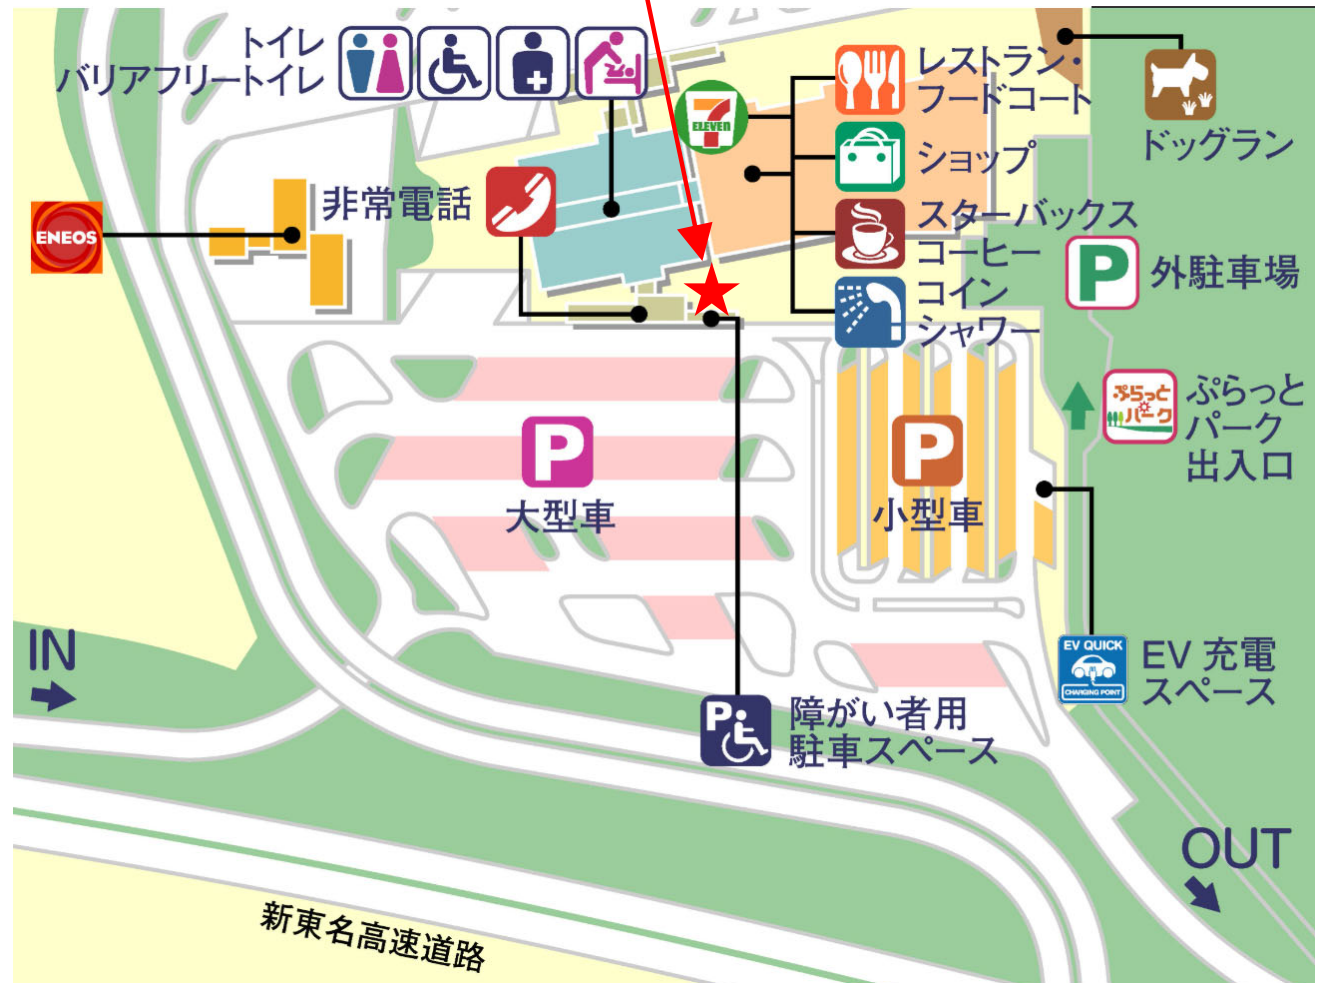 トイレ
バリアフリートイレ
7
ELEVEN
レストラン・
フードコート
ドッグラン
ショップ
非常電話
スターバックス
コーヒー
ENEOS
P
外駐車場
コイン
シャワー
ぷらっと
パーク
ぷらっと
パーク
出入口
P
大型車
P
小型車
IN
EV QUICK
CHARGING POINT
EV 充電
スペース
P
障がい者用
駐車スペース
OUT
新東名高速道路